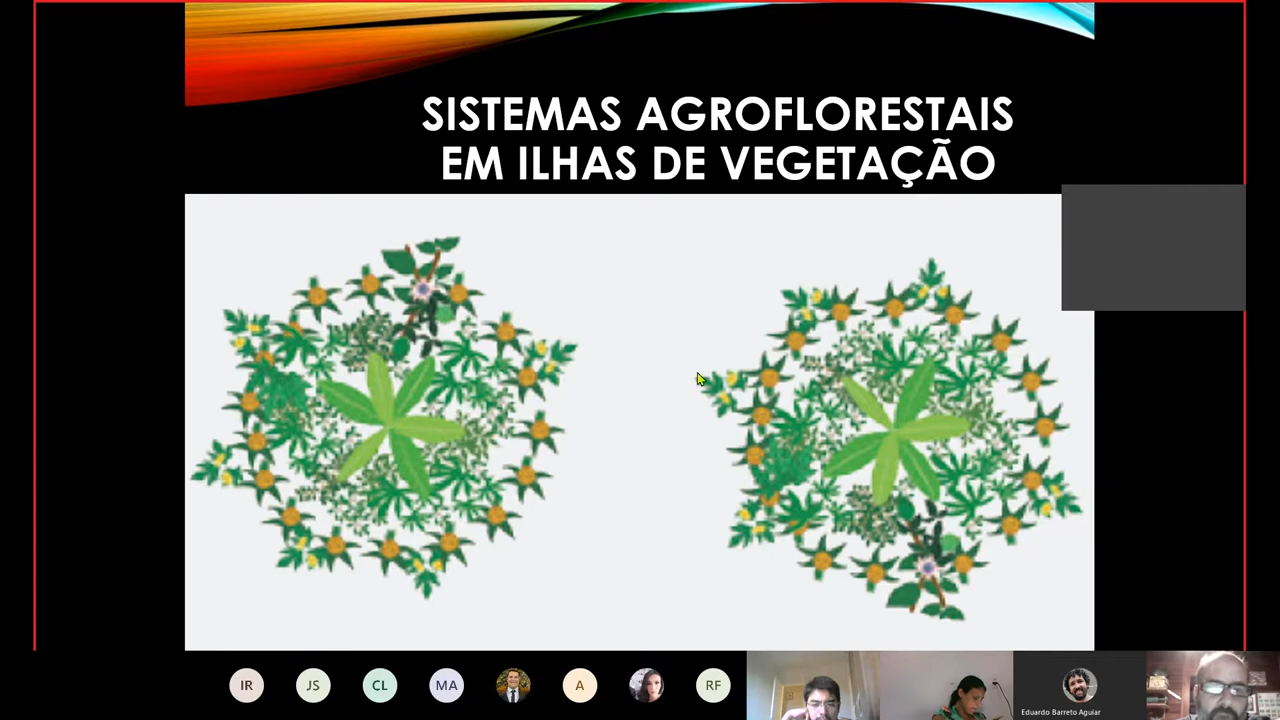 SISTEMAS AGROFLORESTAIS
EM ILHAS DE VEGETAÇÃO
IR
JS
CL
MA
A
RF
Eduardo Barreto Aguiar